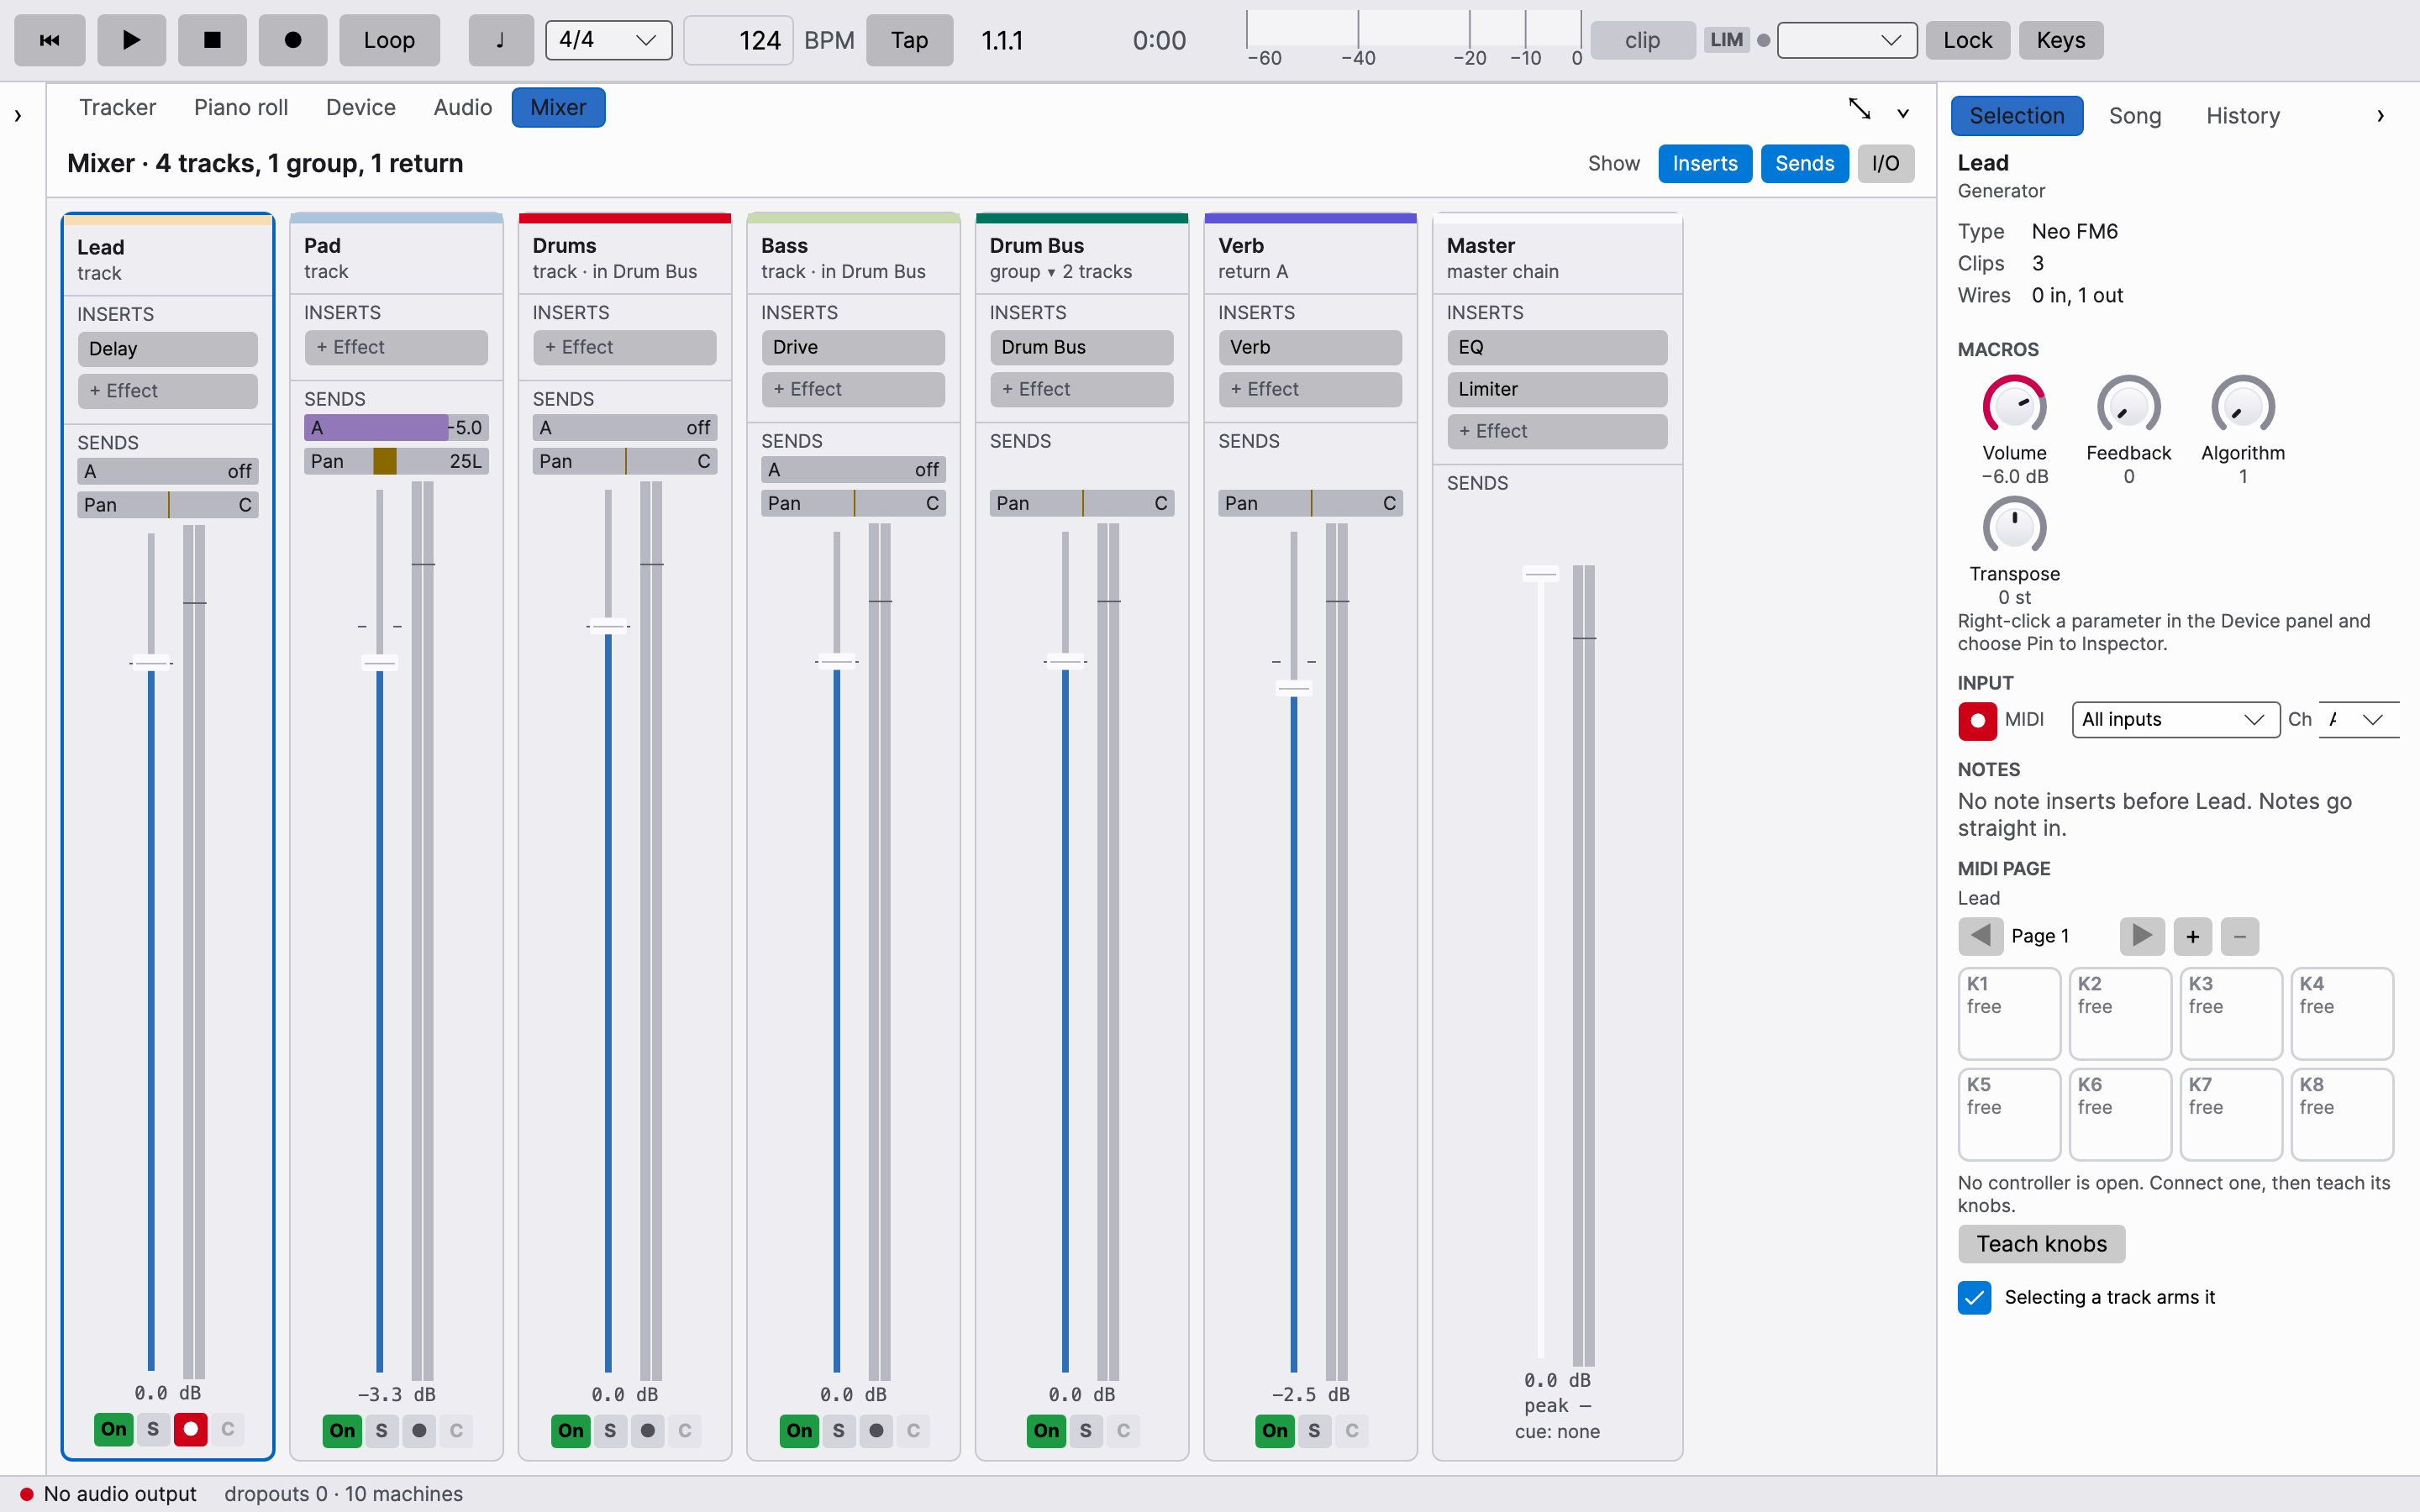 Loop
4/4
124 BPM
Tap
1.1.1
0:00
−60 −40 −20 −10 0
clip
LIM
Lock
Keys
Tracker Piano roll Device Audio Mixer
Mixer · 4 tracks, 1 group, 1 return
Show Inserts Sends I/O
Lead
track
INSERTS
Delay
+ Effect
SENDS
A off
Pan C
0.0 dB
On S C
Pad
track
INSERTS
+ Effect
SENDS
A -5.0
Pan 25L
−3.3 dB
On S C
Drums
track · in Drum Bus
INSERTS
+ Effect
SENDS
A off
Pan C
0.0 dB
On S C
Bass
track · in Drum Bus
INSERTS
Drive
+ Effect
SENDS
A off
Pan C
0.0 dB
On S C
Drum Bus
group ▾ 2 tracks
INSERTS
Drum Bus
+ Effect
SENDS
Pan C
0.0 dB
On S C
Verb
return A
INSERTS
Verb
+ Effect
SENDS
Pan C
−2.5 dB
On S C
Master
master chain
INSERTS
EQ
Limiter
+ Effect
SENDS
0.0 dB
peak —
cue: none
Selection Song History
Lead
Generator
Type Neo FM6
Clips 3
Wires 0 in, 1 out
MACROS
Volume Feedback Algorithm
−6.0 dB 0 1
Transpose
0 st
Right-click a parameter in the Device panel and
choose Pin to Inspector.
INPUT
MIDI All inputs Ch
NOTES
No note inserts before Lead. Notes go
straight in.
MIDI PAGE
Lead
Page 1 + −
K1 K2 K3 K4
free free free free
K5 K6 K7 K8
free free free free
No controller is open. Connect one, then teach its
knobs.
Teach knobs
Selecting a track arms it
No audio output dropouts 0 · 10 machines